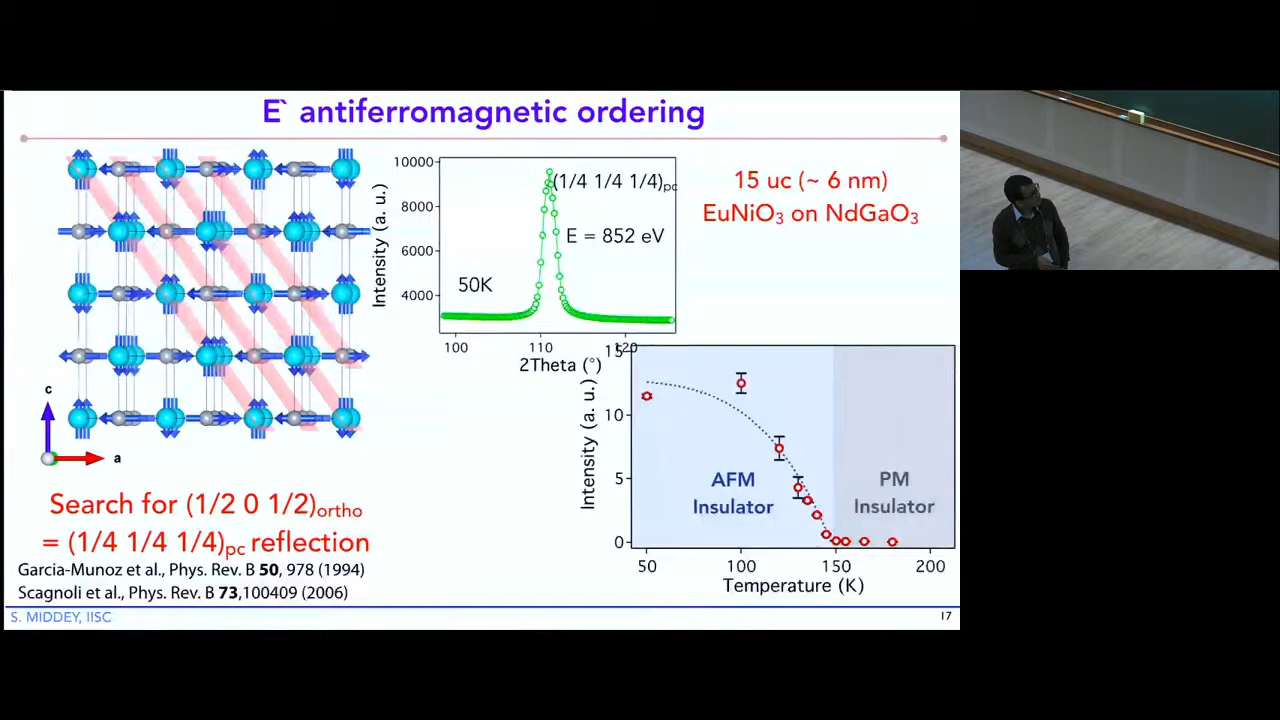 E` antiferromagnetic ordering
c
a
Search for (1/2 0 1/2)ortho
= (1/4 1/4 1/4)pc reflection
Garcia-Munoz et al., Phys. Rev. B 50, 978 (1994)
Scagnoli et al., Phys. Rev. B 73,100409 (2006)
10000
8000
6000
4000
Intensity (a. u.)
(1/4 1/4 1/4)pc
E = 852 eV
50K
100
110
120
2Theta (°)
15 uc (~ 6 nm)
EuNiO3 on NdGaO3
15
10
5
0
Intensity (a. u.)
AFM
Insulator
PM
Insulator
50
100
150
200
Temperature (K)
S. MIDDEY, IISC
17